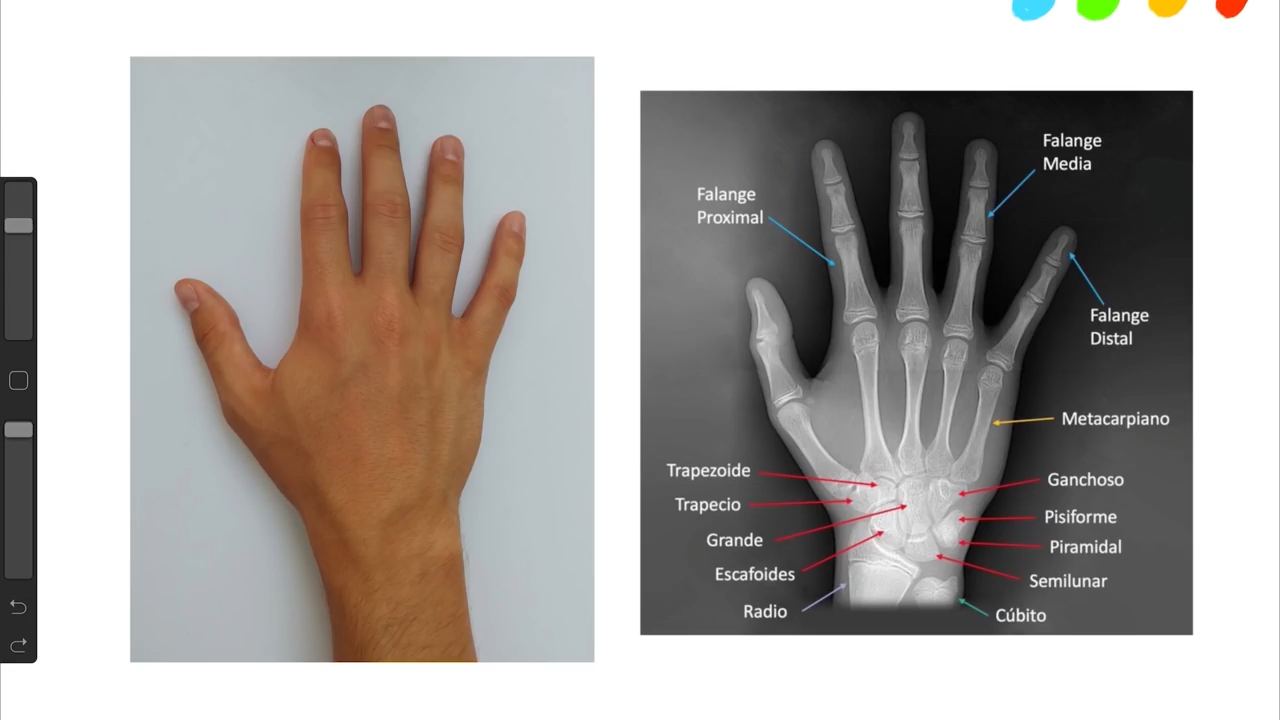 Falange
Media
Falange
Proximal
Falange
Distal
Metacarpiano
Trapezoide
Ganchoso
Trapecio
Pisiforme
Grande
Piramidal
Escafoides
Semilunar
Radio
Cúbito